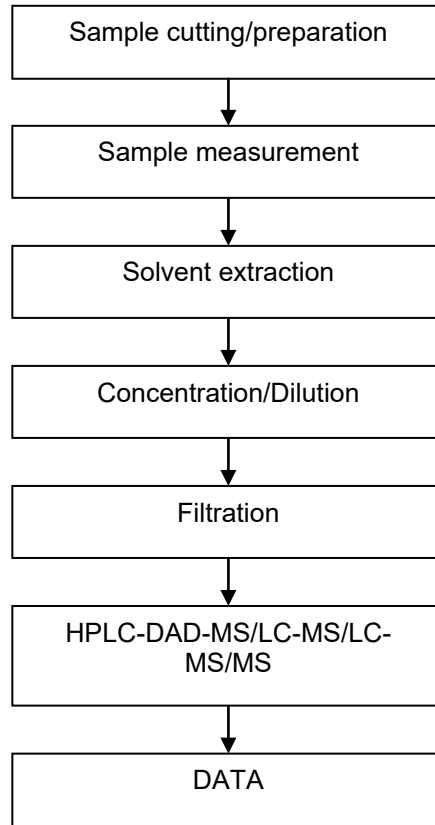 Sample cutting/preparation
Sample measurement
Solvent extraction
Concentration/Dilution
Filtration
HPLC-DAD-MS/LC-MS/LC-
MS/MS
DATA